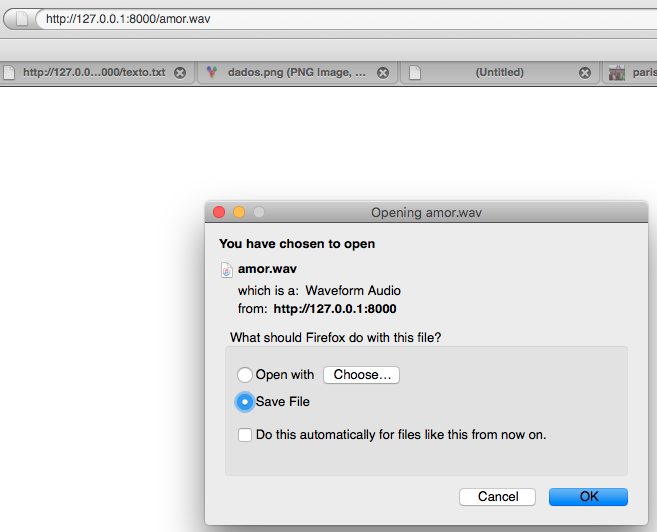 http://127.0.0.1:8000/amor.wav
http://127.0.0...000/texto.txt
dados.png (PNG Image, ...
(Untitled)
paris
Opening amor.wav
You have chosen to open
amor.wav
which is a: Waveform Audio
from: http://127.0.0.1:8000
What should Firefox do with this file?
Open with Choose...
Save File
Do this automatically for files like this from now on.
Cancel OK